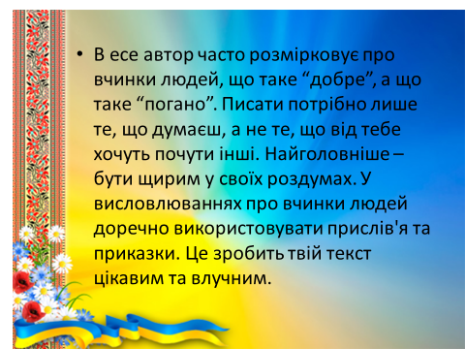 • В есе автор часто розмірковує про
вчинки людей, що таке “добре”, а що
таке “погано”. Писати потрібно лише
те, що думаєш, а не те, що від тебе
хочуть почути інші. Найголовніше –
бути щирим у своїх роздумах. У
висловлюваннях про вчинки людей
доречно використовувати прислів'я та
приказки. Це зробить твій текст
цікавим та влучним.